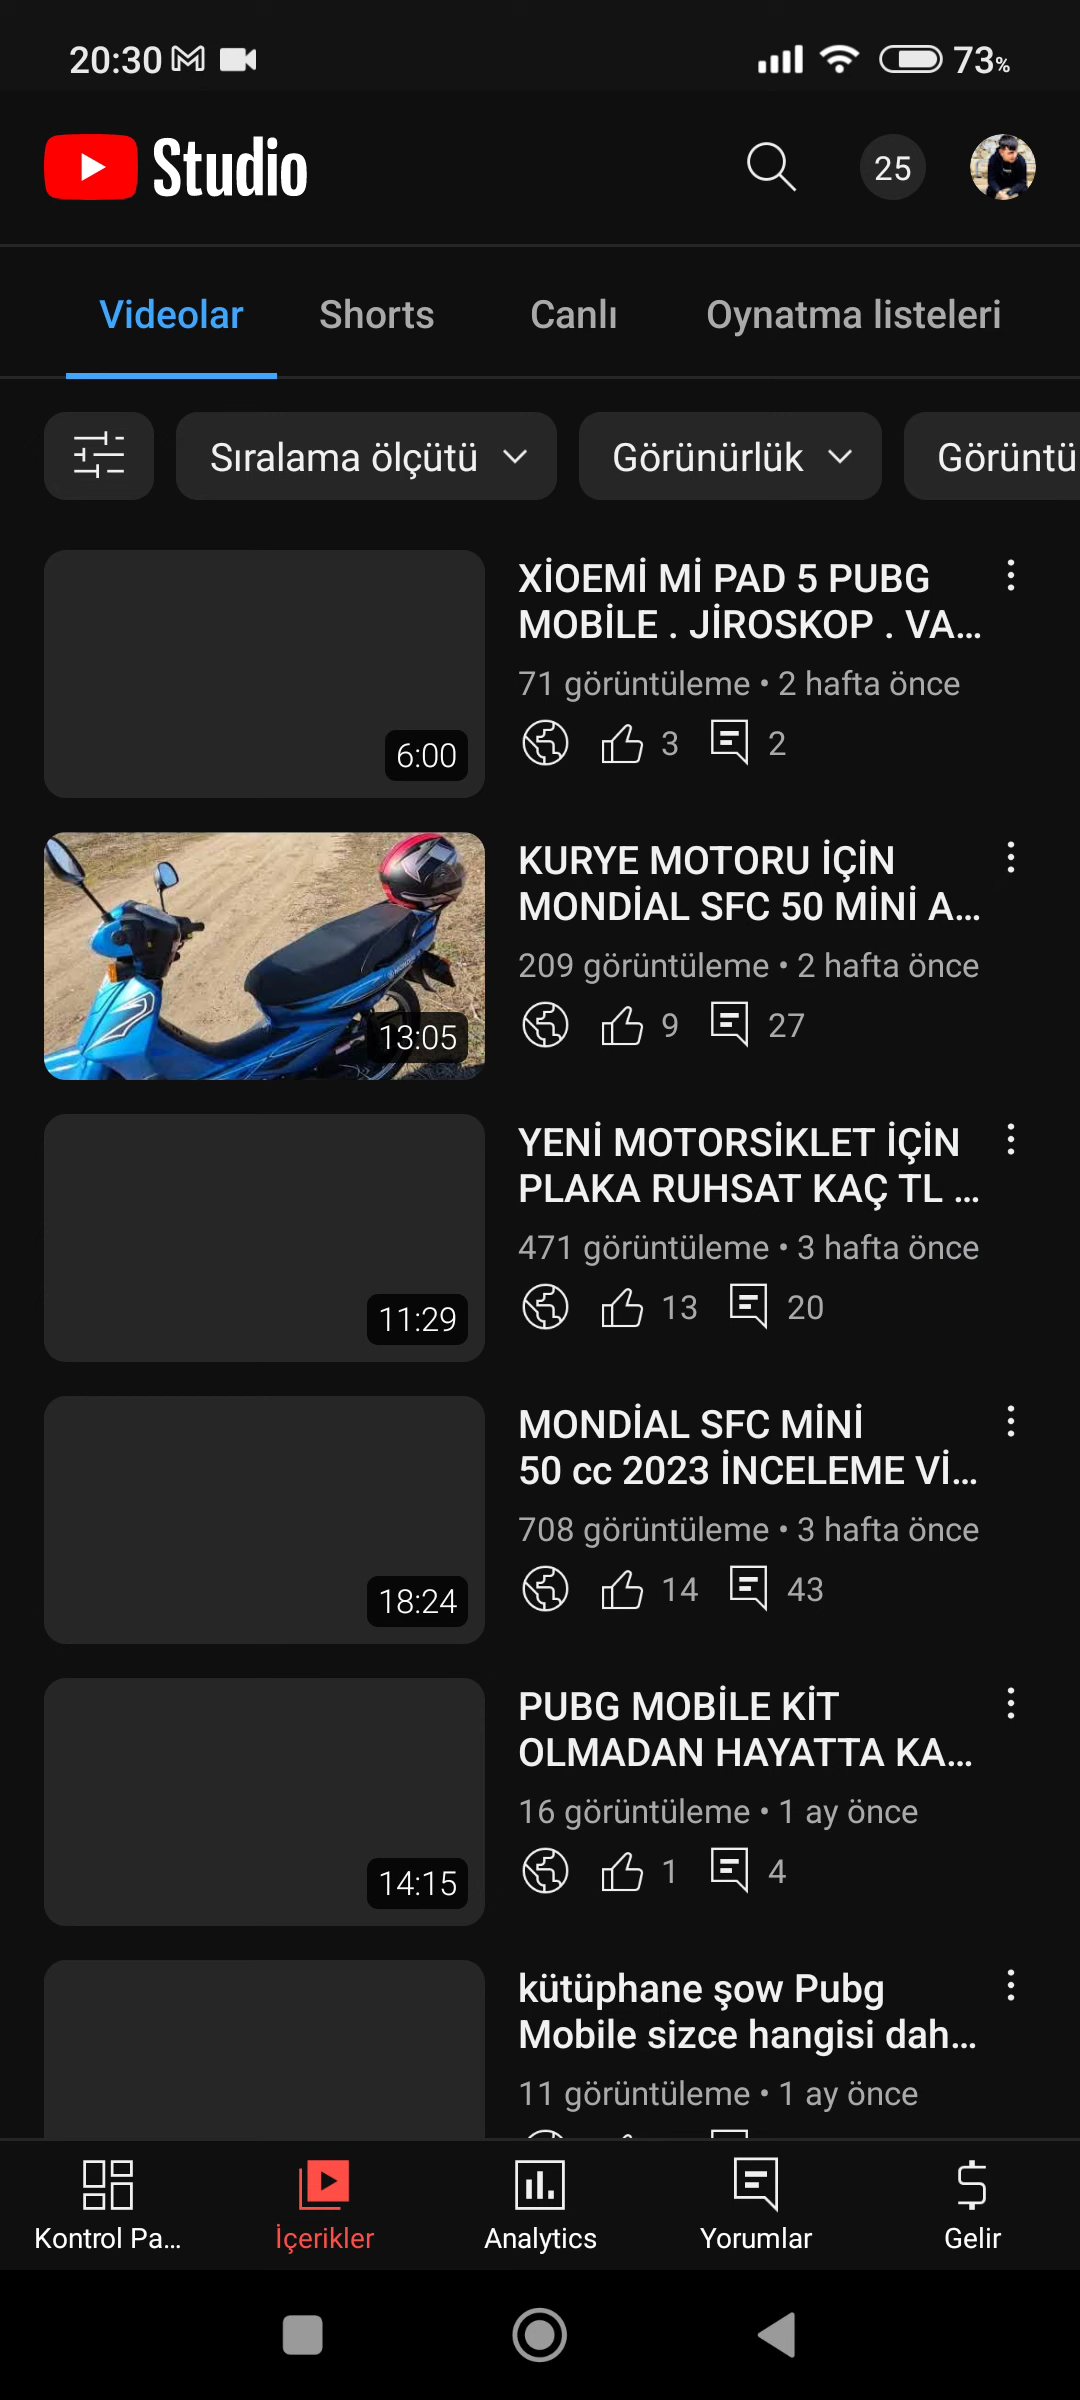 20:30 73%
Studio 25
Videolar Shorts Canlı Oynatma listeleri
Sıralama ölçütü Görünürlük Görüntü
XİOEMİ Mİ PAD 5 PUBG
MOBİLE . JİROSKOP . VA...
71 görüntüleme • 2 hafta önce
3 2
6:00
KURYE MOTORU İÇİN
MONDİAL SFC 50 MİNİ A...
209 görüntüleme • 2 hafta önce
9 27
13:05
YENİ MOTORSİKLET İÇİN
PLAKA RUHSAT KAÇ TL ...
471 görüntüleme • 3 hafta önce
13 20
11:29
MONDİAL SFC MİNİ
50 cc 2023 İNCELEME Vİ...
708 görüntüleme • 3 hafta önce
14 43
18:24
PUBG MOBİLE KİT
OLMADAN HAYATTA KA...
16 görüntüleme • 1 ay önce
1 4
14:15
kütüphane şow Pubg
Mobile sizce hangisi dah...
11 görüntüleme • 1 ay önce
Kontrol Pa... İçerikler Analytics Yorumlar Gelir